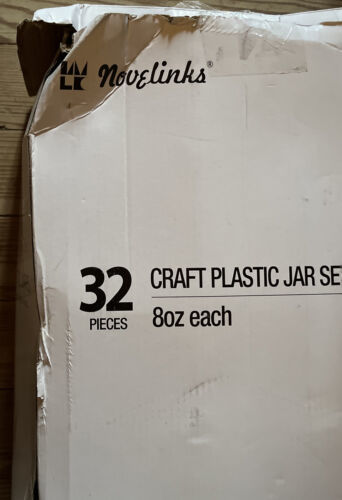 Novelinks®
32 PIECES
CRAFT PLASTIC JAR SE
8oz each